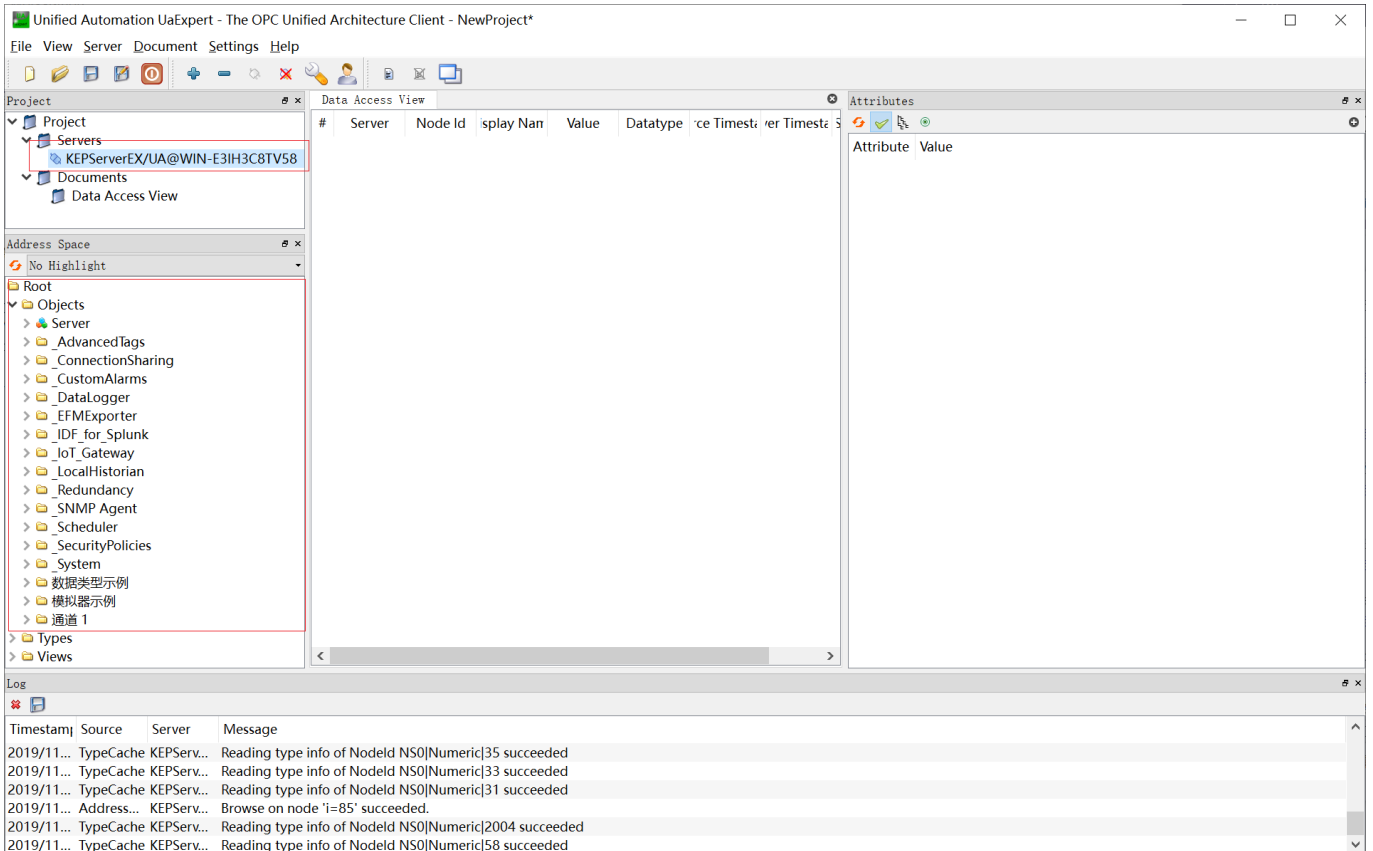 Unified Automation UaExpert - The OPC Unified Architecture Client - NewProject*
File View Server Document Settings Help
Project
Project
Servers
KEPServerEX/UA@WIN-E3IH3C8TV58
Documents
Data Access View
Address Space
No Highlight
Root
Objects
Server
_AdvancedTags
_ConnectionSharing
_CustomAlarms
_DataLogger
_EFMExporter
_IDF_for_Splunk
_IoT_Gateway
_LocalHistorian
_Redundancy
_SNMP Agent
_Scheduler
_SecurityPolicies
_System
数据类型示例
模拟器示例
通道 1
Types
Views
Data Access View
# Server Node Id isplay Nam Value Datatype rce Timesta ver Timesta S
Attributes
Attribute Value
Log
Timestamp Source Server Message
2019/11... TypeCache KEPServ... Reading type info of NodeId NS0|Numeric|35 succeeded
2019/11... TypeCache KEPServ... Reading type info of NodeId NS0|Numeric|33 succeeded
2019/11... TypeCache KEPServ... Reading type info of NodeId NS0|Numeric|31 succeeded
2019/11... Address... KEPServ... Browse on node 'i=85' succeeded.
2019/11... TypeCache KEPServ... Reading type info of NodeId NS0|Numeric|2004 succeeded
2019/11... TypeCache KEPServ... Reading type info of NodeId NS0|Numeric|58 succeeded